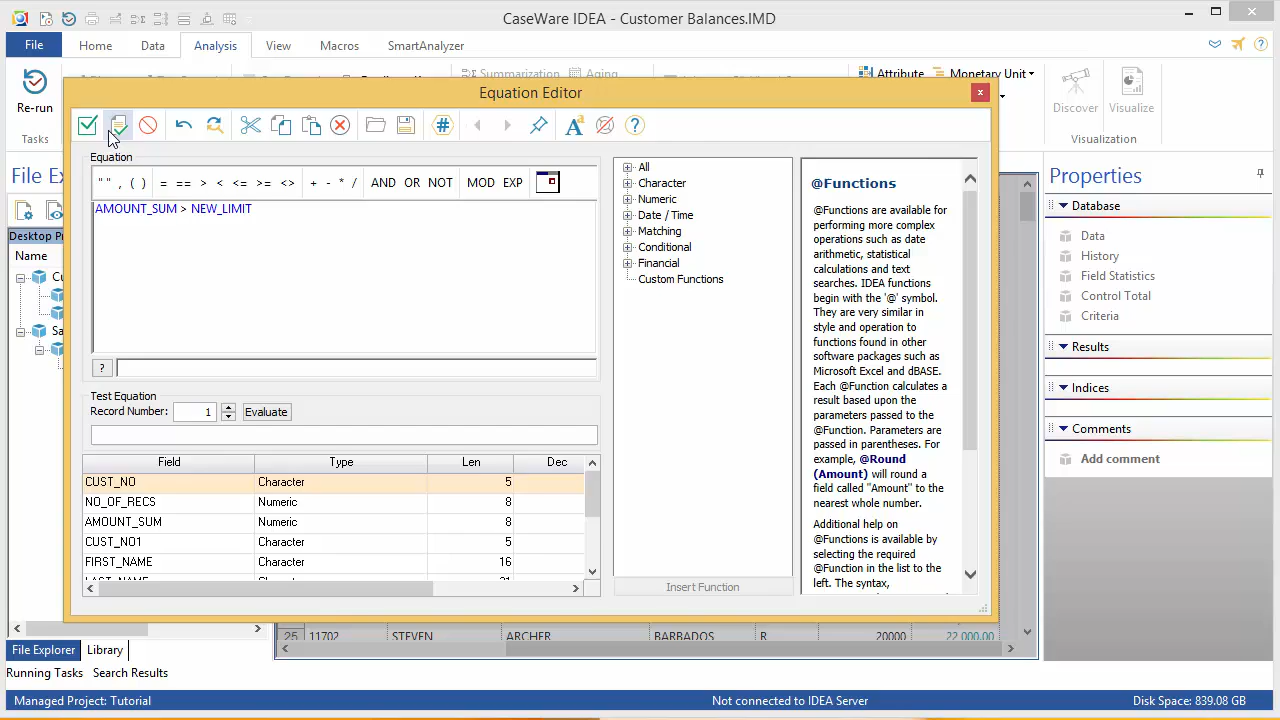 CaseWare IDEA - Customer Balances.IMD
File
Home
Data
Analysis
View
Macros
SmartAnalyzer
Re-run
Tasks
Summarization
Aging
Attribute
Monetary Unit
Discover
Visualize
Visualization
Equation Editor
Equation
" " , ( ) = == > < <= >= <> + - * / AND OR NOT MOD EXP
AMOUNT_SUM > NEW_LIMIT
?
Test Equation
Record Number: 1 Evaluate
Field Type Len Dec
CUST_NO Character 5
NO_OF_RECS Numeric 8
AMOUNT_SUM Numeric 8
CUST_NO1 Character 5
FIRST_NAME Character 16
All
Character
Numeric
Date / Time
Matching
Conditional
Financial
Custom Functions
Insert Function
@Functions
@Functions are available for
performing more complex
operations such as date
arithmetic, statistical
calculations and text
searches. IDEA functions
begin with the '@' symbol.
They are very similar in
style and operation to
functions found in other
software packages such as
Microsoft Excel and dBASE.
Each @Function calculates a
result based upon the
parameters passed to the
@Function. Parameters are
passed in parentheses. For
example, @Round
(Amount) will round a
field called "Amount" to the
nearest whole number.
Additional help on
@Functions is available by
selecting the required
@Function in the list to the
left. The syntax,
File Ex
Desktop P
Name
Cu
Sa
File Explorer
Library
25 11702 STEVEN ARCHER BARBADOS R 20000 22 000.00
Properties
Database
Data
History
Field Statistics
Control Total
Criteria
Results
Indices
Comments
Add comment
Running Tasks Search Results
Managed Project: Tutorial
Not connected to IDEA Server
Disk Space: 839.08 GB